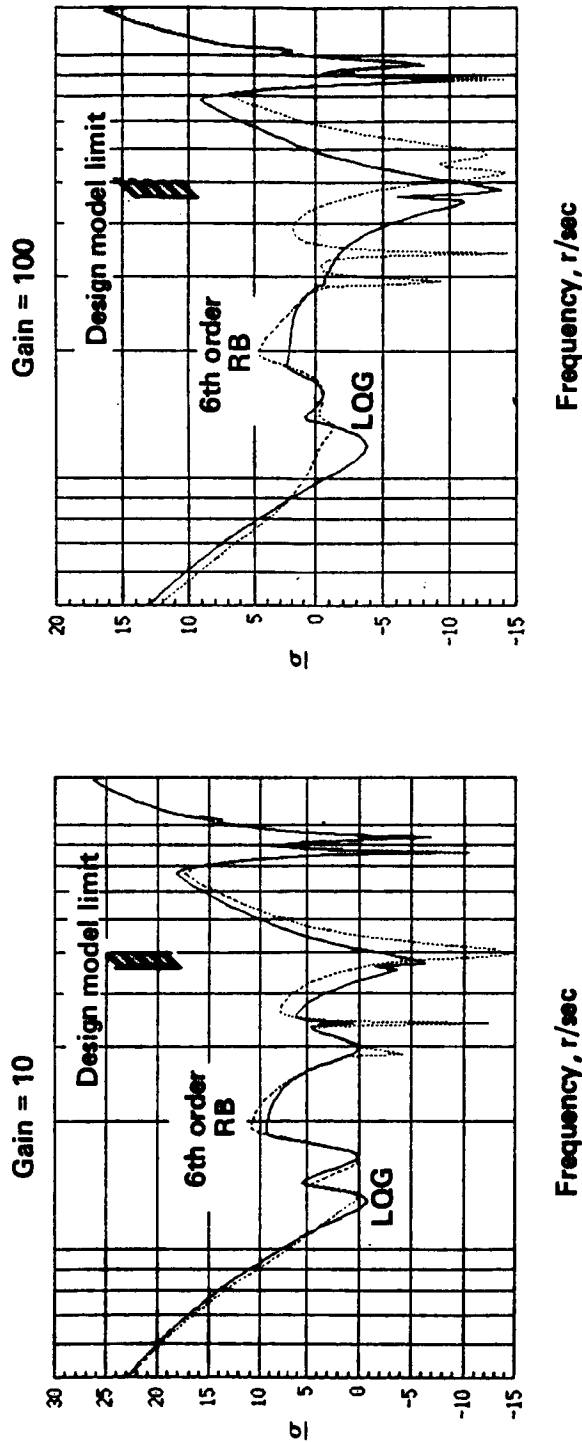 Gain = 10
30
25
20
15
10
5
0
-5
-10
-15
σ
Design model limit
6th order
RB
LQG
Frequency, r/sec
Gain = 100
20
15
10
5
0
-5
-10
-15
σ
Design model limit
6th order
RB
LQG
Frequency, r/sec